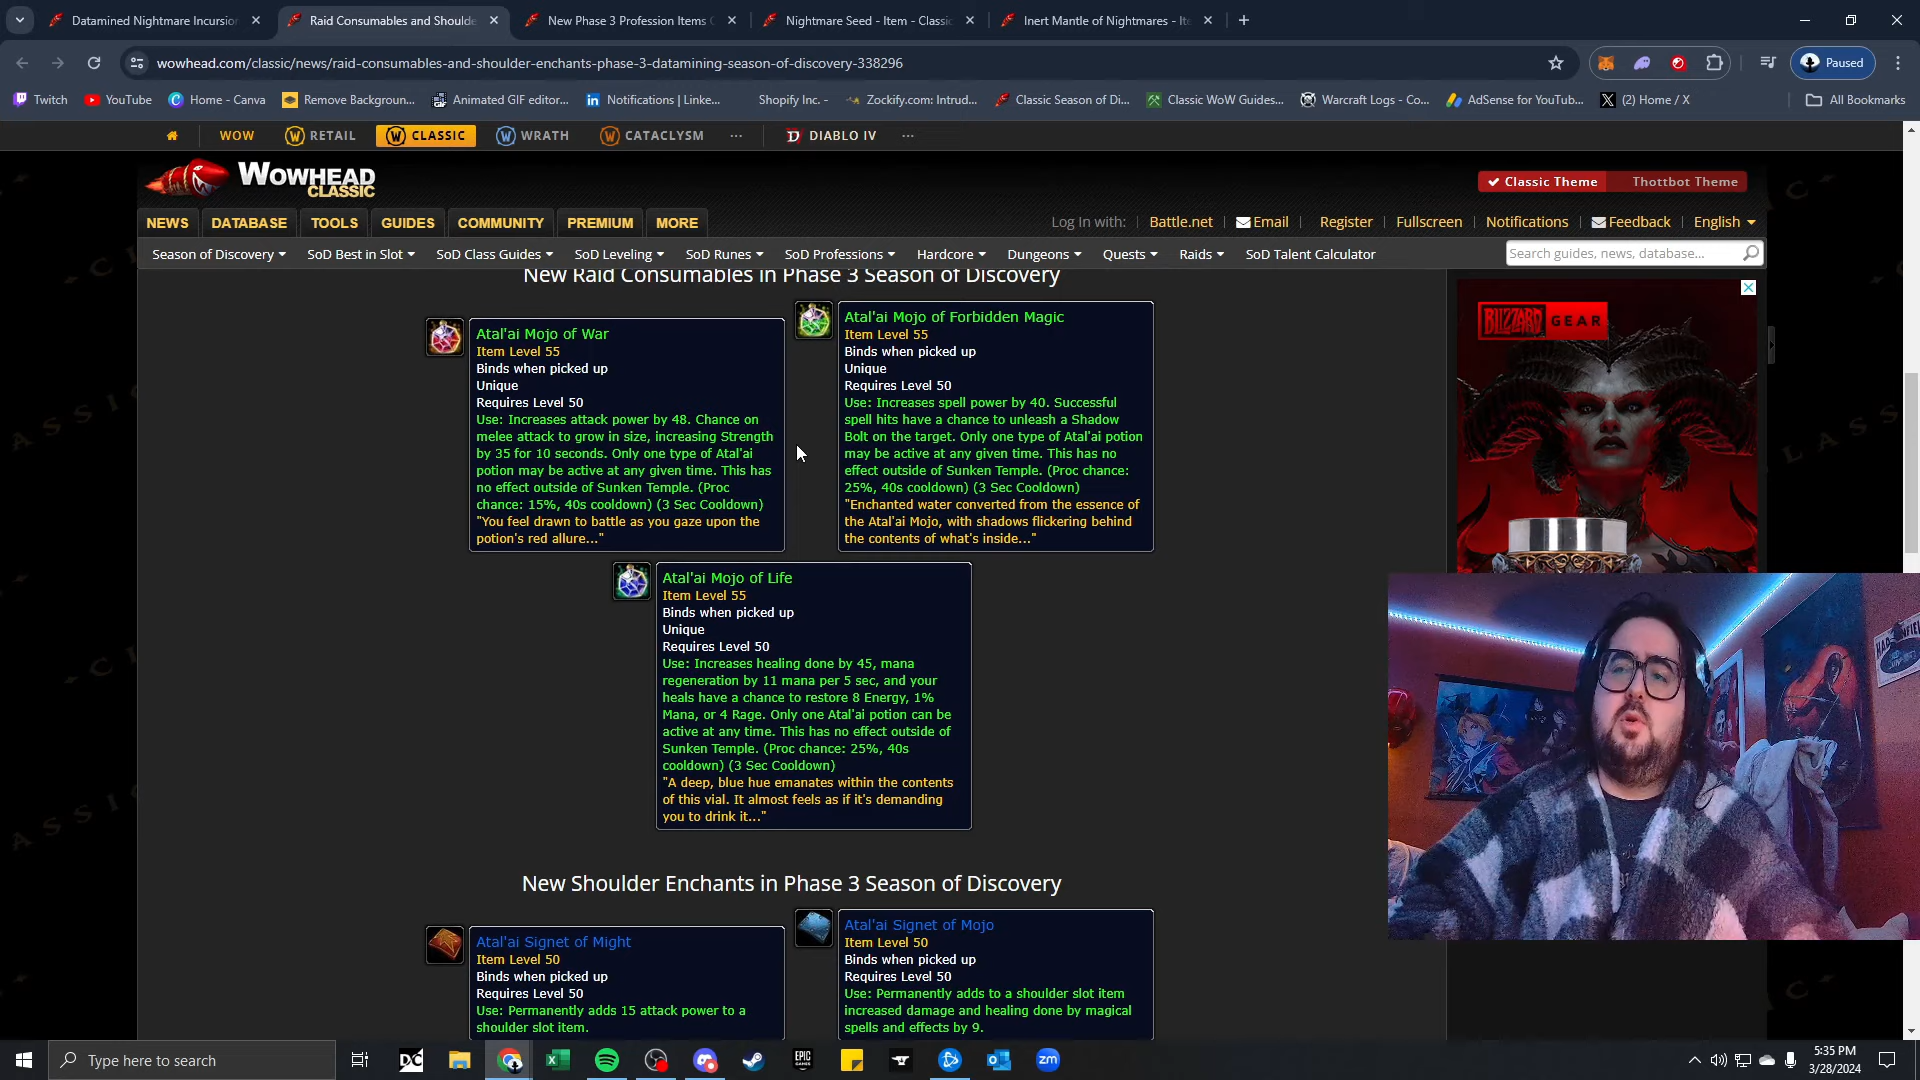 Datamined Nightmare Incursion
Raid Consumables and Shoulde
New Phase 3 Profession Items
Nightmare Seed - Item - Classic
Inert Mantle of Nightmares - Ite
wowhead.com/classic/news/raid-consumables-and-shoulder-enchants-phase-3-datamining-season-of-discovery-338296
Paused
Twitch
YouTube
Home - Canva
Remove Backgroun...
Animated GIF editor...
Notifications | Linke...
Shopify Inc. -
Zockify.com: Intrud...
Classic Season of Di...
Classic WoW Guides...
Warcraft Logs - Co...
AdSense for YouTub...
(2) Home / X
All Bookmarks
WOW
RETAIL
CLASSIC
WRATH
CATACLYSM
...
DIABLO IV
...
WOWHEAD
CLASSIC
Classic Theme
Thottbot Theme
NEWS
DATABASE
TOOLS
GUIDES
COMMUNITY
PREMIUM
MORE
Log In with:
Battle.net
Email
Register
Fullscreen
Notifications
Feedback
English
Season of Discovery
SoD Best in Slot
SoD Class Guides
SoD Leveling
SoD Runes
SoD Professions
Hardcore
Dungeons
Quests
Raids
SoD Talent Calculator
Search guides, news, database...
New Raid Consumables in Phase 3 Season of Discovery
Atal'ai Mojo of War
Item Level 55
Binds when picked up
Unique
Requires Level 50
Use: Increases attack power by 48. Chance on
melee attack to grow in size, increasing Strength
by 35 for 10 seconds. Only one type of Atal'ai
potion may be active at any given time. This has
no effect outside of Sunken Temple. (Proc
chance: 15%, 40s cooldown) (3 Sec Cooldown)
"You feel drawn to battle as you gaze upon the
potion's red allure..."
Atal'ai Mojo of Forbidden Magic
Item Level 55
Binds when picked up
Unique
Requires Level 50
Use: Increases spell power by 40. Successful
spell hits have a chance to unleash a Shadow
Bolt on the target. Only one type of Atal'ai potion
may be active at any given time. This has no
effect outside of Sunken Temple. (Proc chance:
25%, 40s cooldown) (3 Sec Cooldown)
"Enchanted water converted from the essence of
the Atal'ai Mojo, with shadows flickering behind
the contents of what's inside..."
Atal'ai Mojo of Life
Item Level 55
Binds when picked up
Unique
Requires Level 50
Use: Increases healing done by 45, mana
regeneration by 11 mana per 5 sec, and your
heals have a chance to restore 8 Energy, 1%
Mana, or 4 Rage. Only one Atal'ai potion can be
active at any time. This has no effect outside of
Sunken Temple. (Proc chance: 25%, 40s
cooldown) (3 Sec Cooldown)
"A deep, blue hue emanates within the contents
of this vial. It almost feels as if it's demanding
you to drink it..."
New Shoulder Enchants in Phase 3 Season of Discovery
Atal'ai Signet of Might
Item Level 50
Binds when picked up
Requires Level 50
Use: Permanently adds 15 attack power to a
shoulder slot item.
Atal'ai Signet of Mojo
Item Level 50
Binds when picked up
Requires Level 50
Use: Permanently adds to a shoulder slot item
increased damage and healing done by magical
spells and effects by 9.
BLIZZARD GEAR
Type here to search
DC
EPIC
GAMES
zm
5:35 PM
3/28/2024